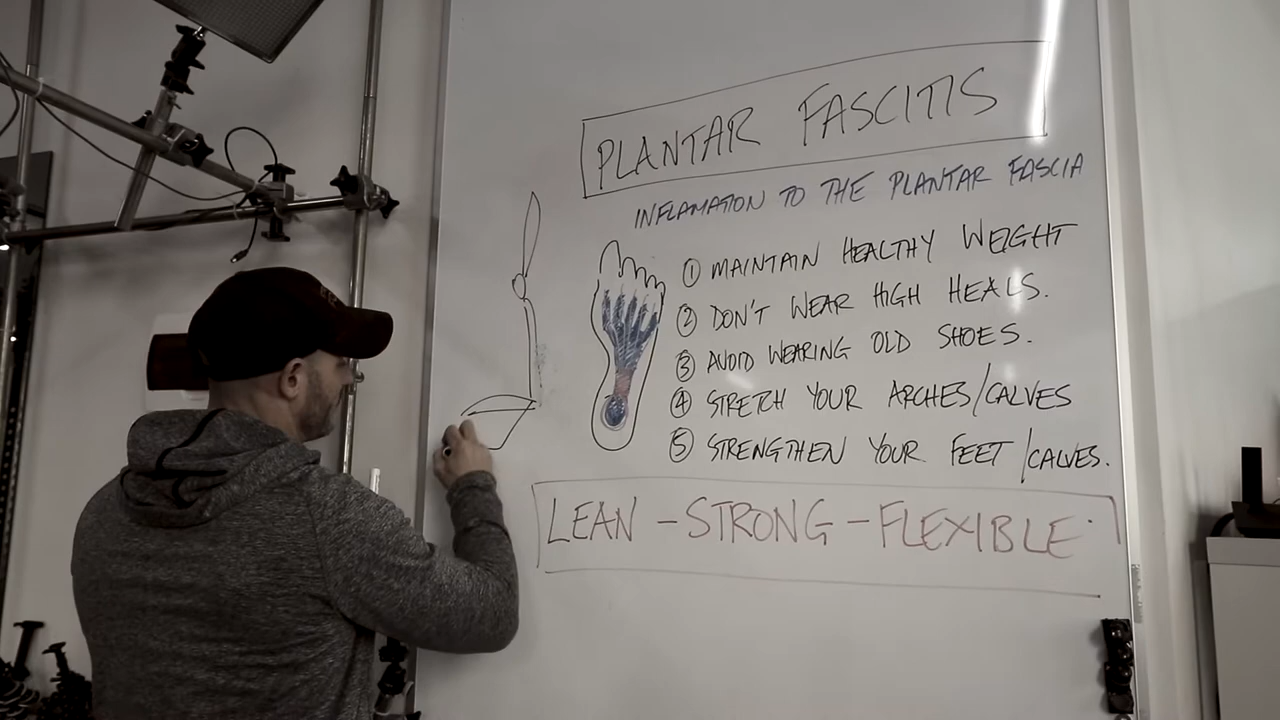 PLANTAR FASCITIS
INFLAMATION TO THE PLANTAR FASCIA
① MAINTAIN HEALTHY WEIGHT
② DON'T WEAR HIGH HEALS.
③ AVOID WEARING OLD SHOES.
④ STRETCH YOUR ARCHES/CALVES
⑤ STRENGTHEN YOUR FEET/CALVES.
LEAN - STRONG - FLEXIBLE.